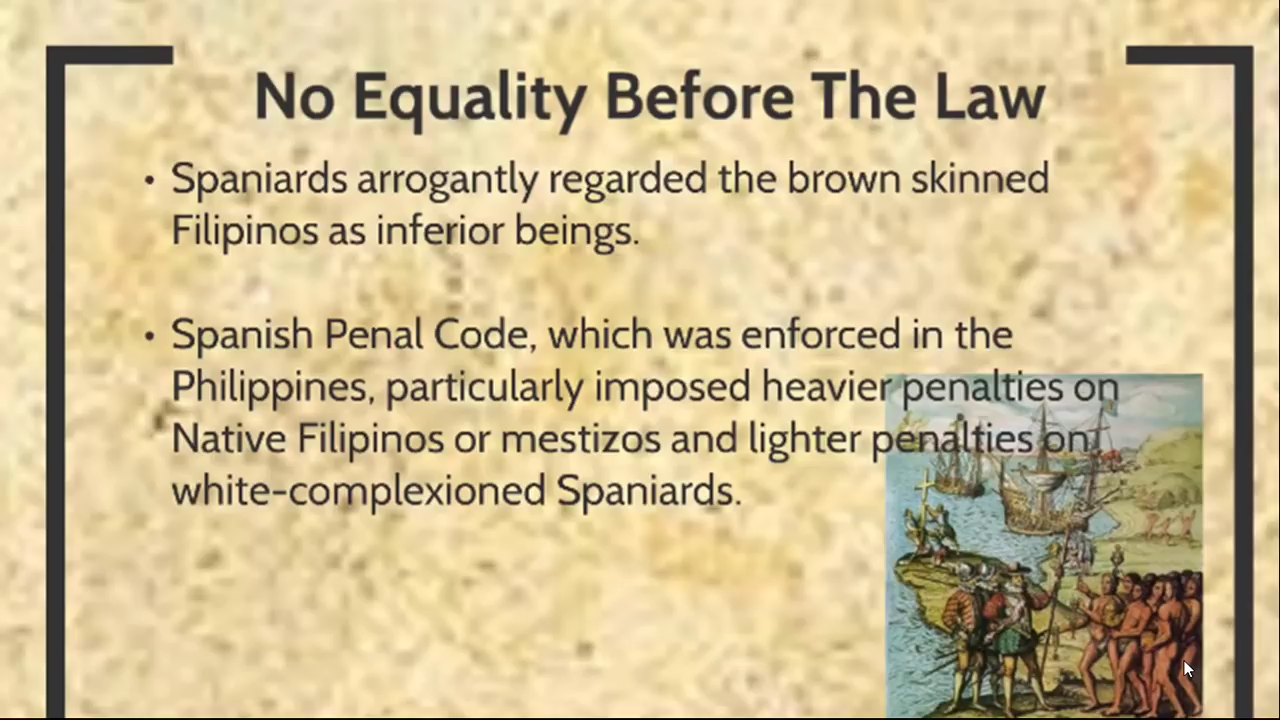 No Equality Before The Law
• Spaniards arrogantly regarded the brown skinned
Filipinos as inferior beings.
• Spanish Penal Code, which was enforced in the
Philippines, particularly imposed heavier penalties on
Native Filipinos or mestizos and lighter penalties on
white-complexioned Spaniards.